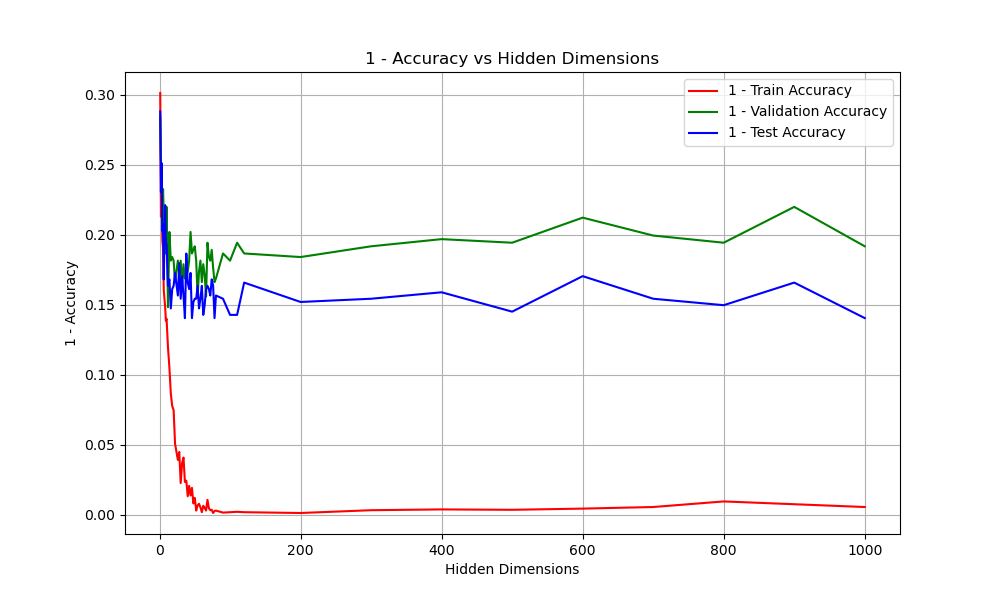 1 - Accuracy vs Hidden Dimensions
1 - Train Accuracy
1 - Validation Accuracy
1 - Test Accuracy
0.30
0.25
0.20
0.15
0.10
0.05
0.00
1 - Accuracy
0 200 400 600 800 1000
Hidden Dimensions